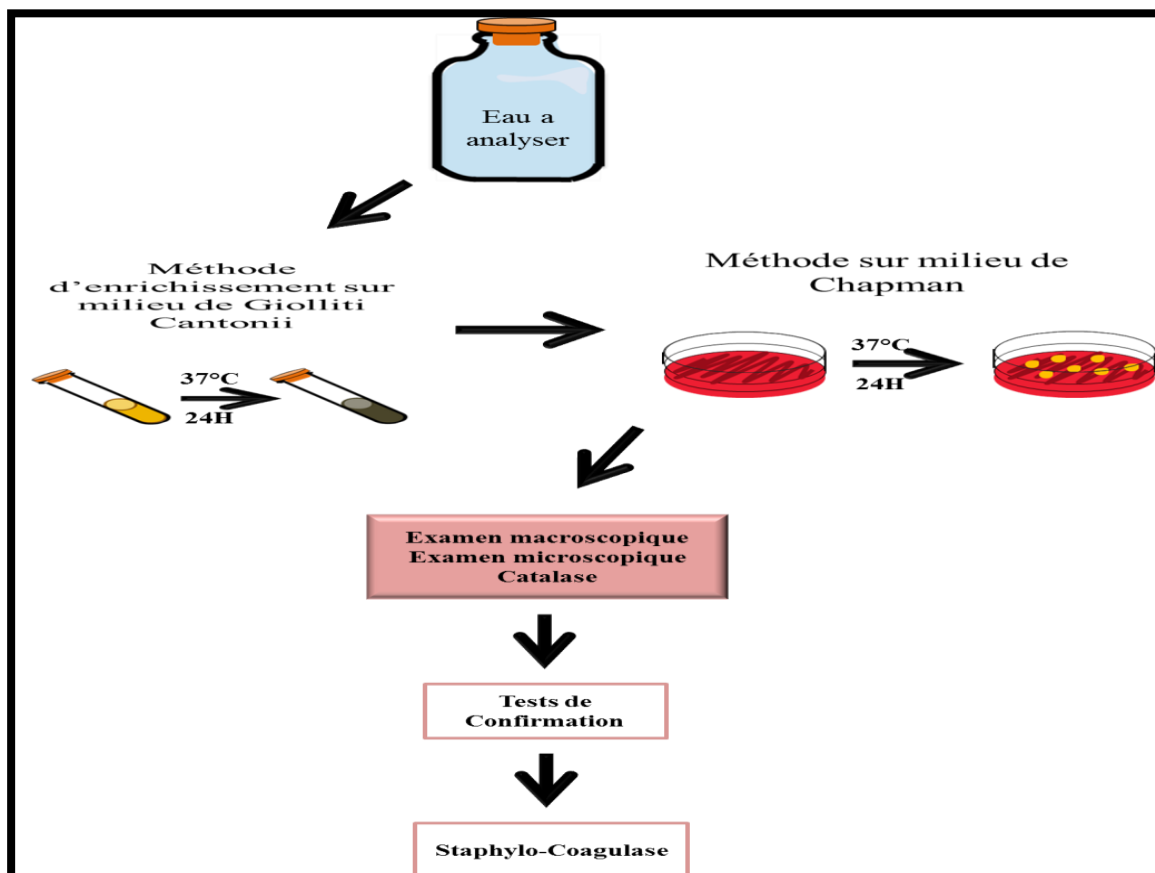 Eau a
analyser
Méthode
d'enrichissement sur
milieu de Giolliti
Cantonii
37°C
24H
Méthode sur milieu de
Chapman
37°C
24H
Examen macroscopique
Examen microscopique
Catalase
Tests de
Confirmation
Staphylo-Coagulase